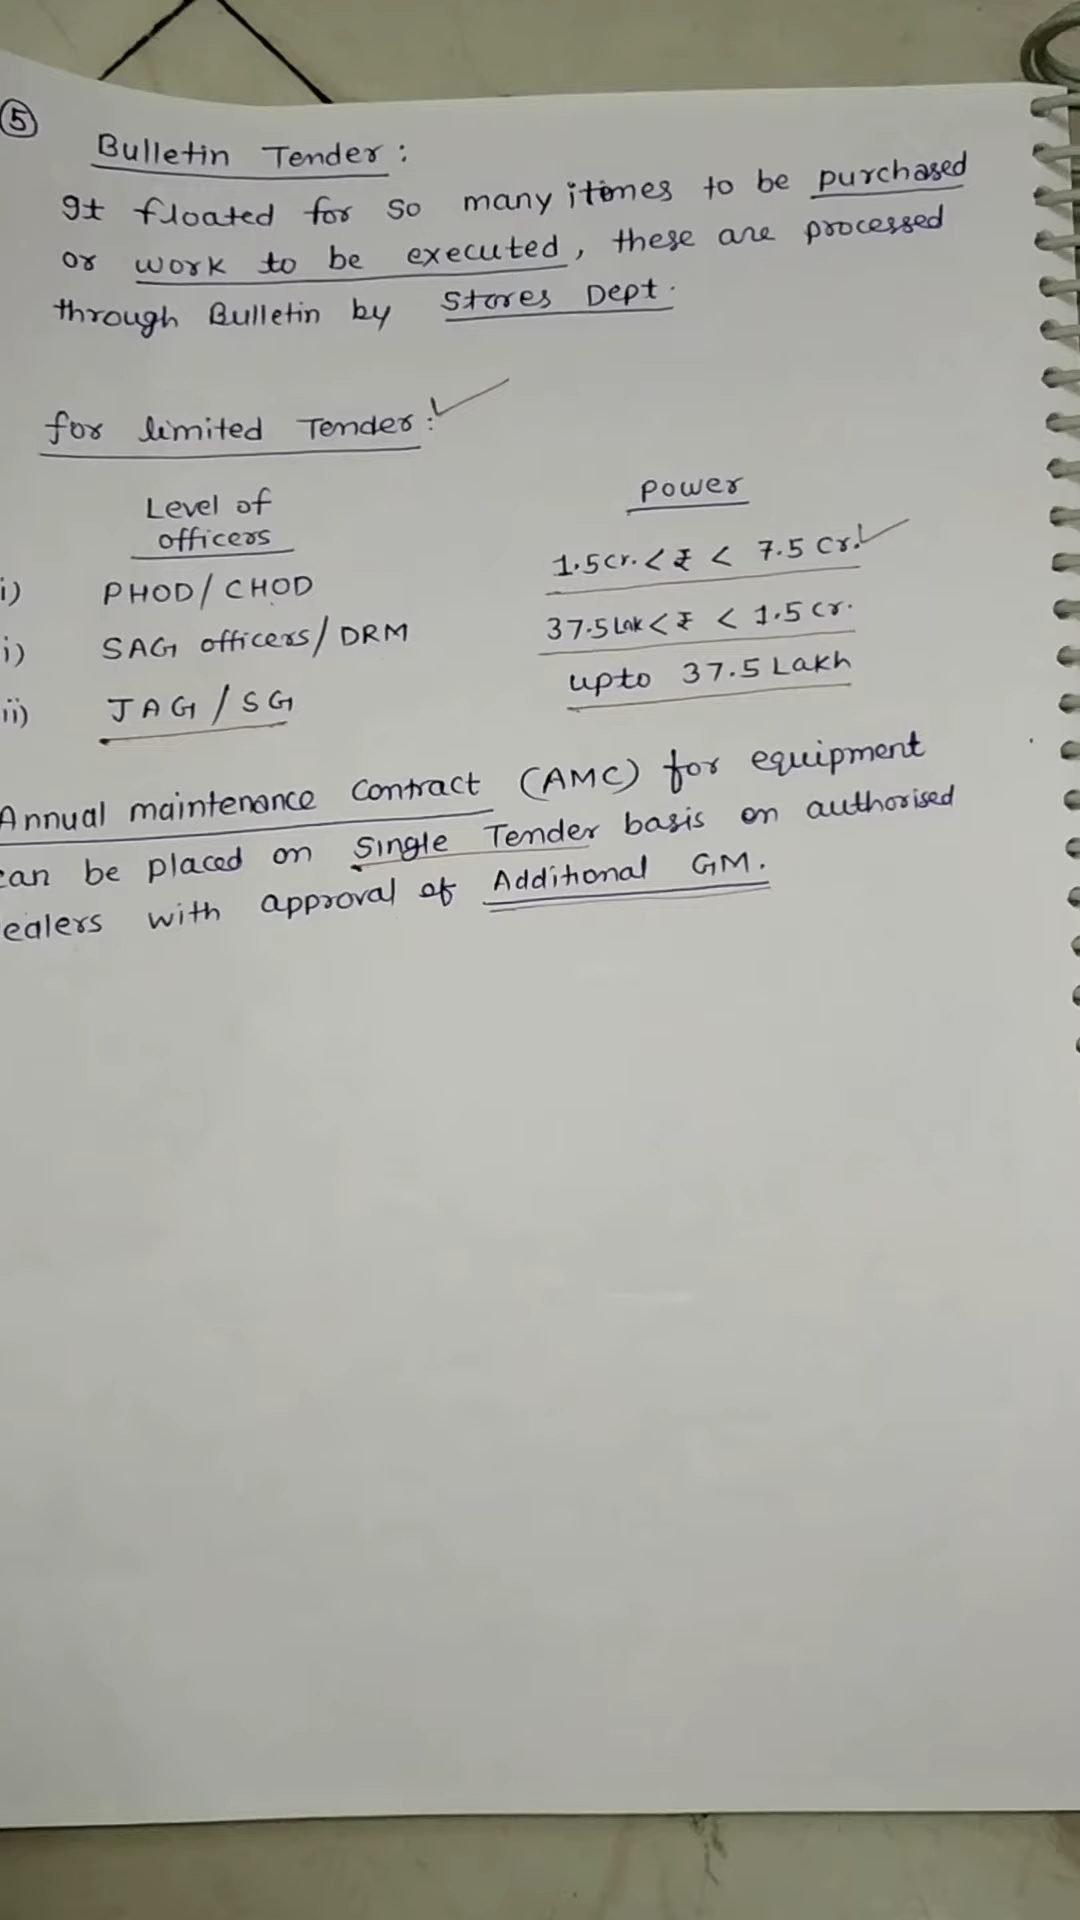 5
Bulletin Tender :
It floated for so many itimes to be purchased
or work to be executed, these are processed
through Bulletin by Stores Dept.
for limited Tender :
Level of officers
Power
i) PHOD/CHOD 1.5 Cr. < ₹ < 7.5 Cr.
i) SAG officers/DRM 37.5 Lak < ₹ < 1.5 Cr.
ii) JAG / SG upto 37.5 Lakh
Annual maintenance Contract (AMC) for equipment
can be placed on Single Tender basis on authorised
ealers with approval of Additional GM.